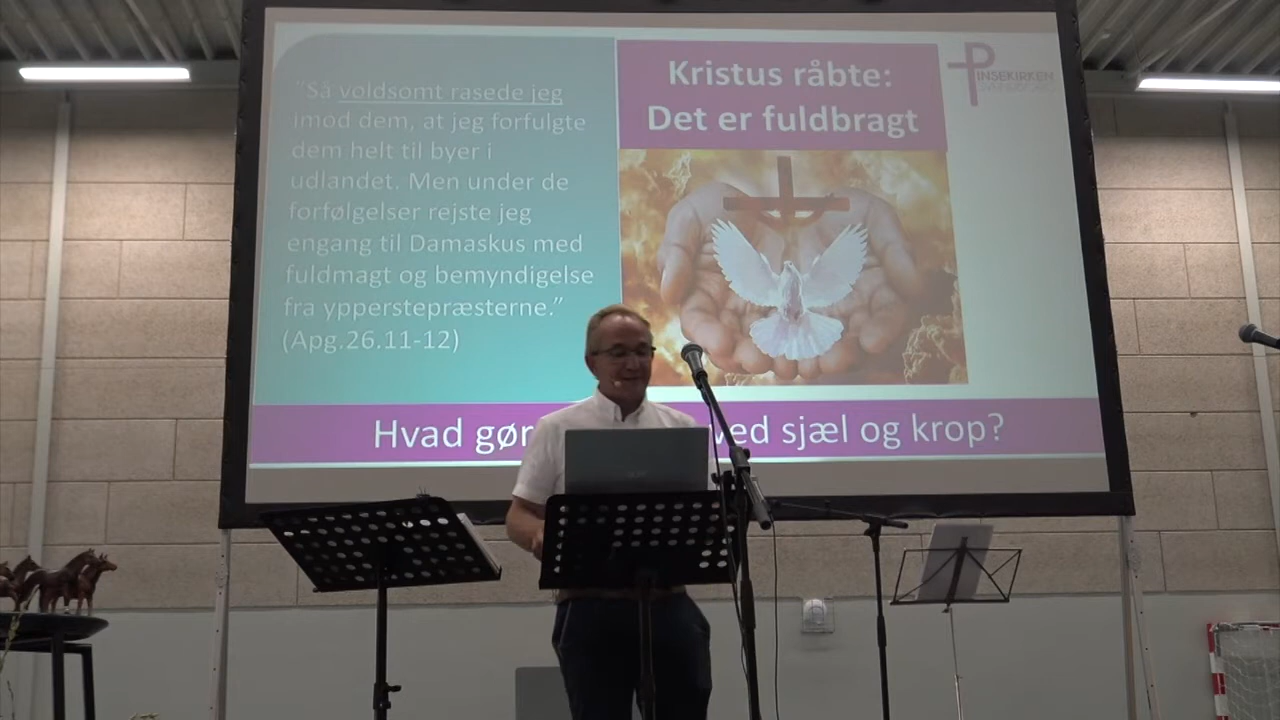 "Så voldsomt rasede jeg
imod dem, at jeg forfulgte
dem helt til byer i
udlandet. Men under de
forfølgelser rejste jeg
engang til Damaskus med
fuldmagt og bemyndigelse
fra ypperstepræsterne."
(Apg.26.11-12)
Kristus råbte:
Det er fuldbragt
PINSEKIRKEN
Hvad gør ved sjæl og krop?
acer